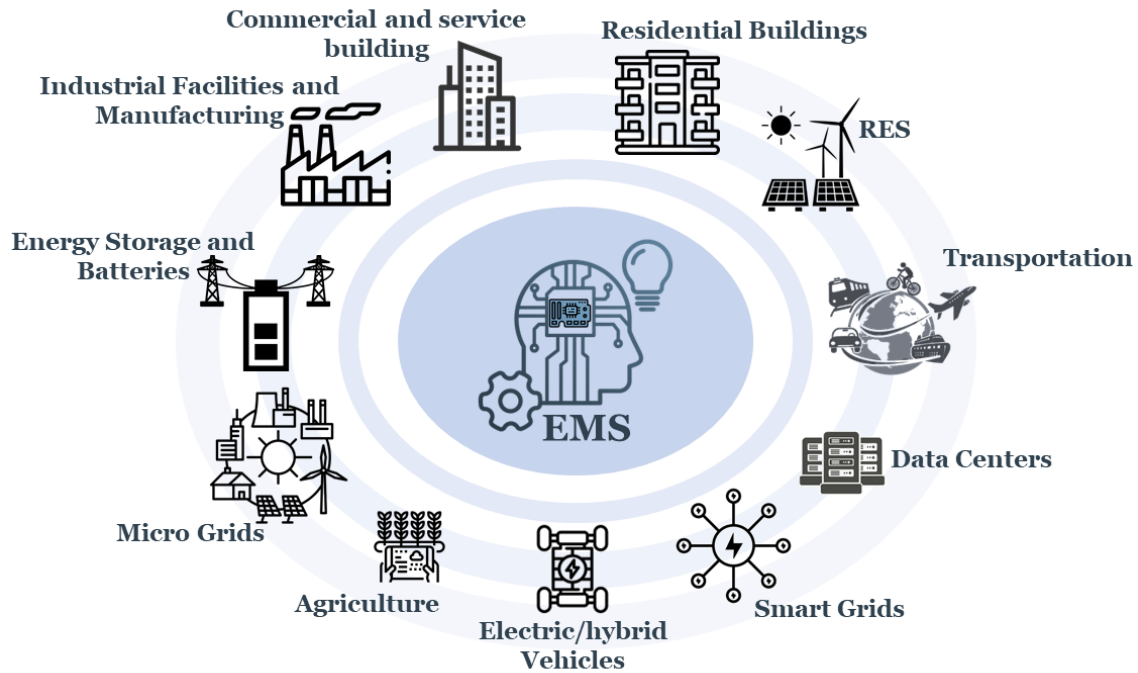 Commercial and service
building
Residential Buildings
Industrial Facilities and
Manufacturing
RES
Energy Storage and
Batteries
Transportation
EMS
Data Centers
Micro Grids
Agriculture
Smart Grids
Electric/hybrid
Vehicles